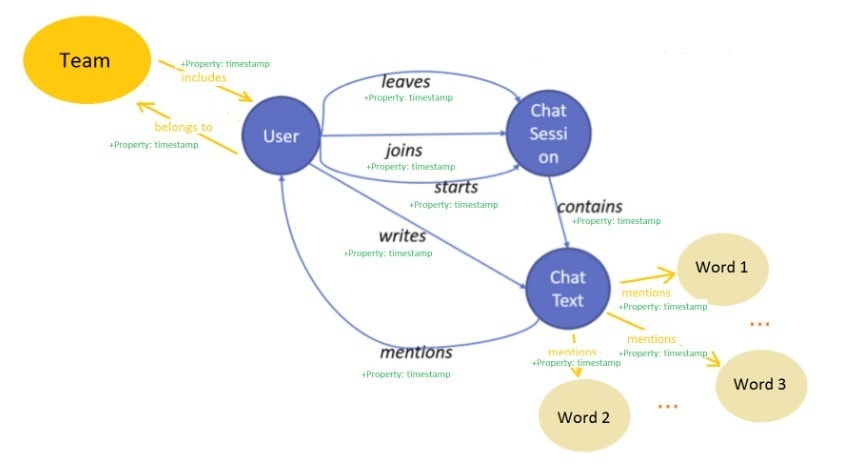 Team
+Property: timestamp
includes
belongs to
+Property: timestamp
User
leaves
+Property: timestamp
joins
+Property: timestamp
starts
+Property: timestamp
Chat
Sessi
on
contains
+Property: timestamp
writes
+Property: timestamp
Chat
Text
mentions
+Property: timestamp
Word 1
mentions
+Property: timestamp
...
mentions
+Property: timestamp
Word 3
mentions
+Property: timestamp
Word 2
...